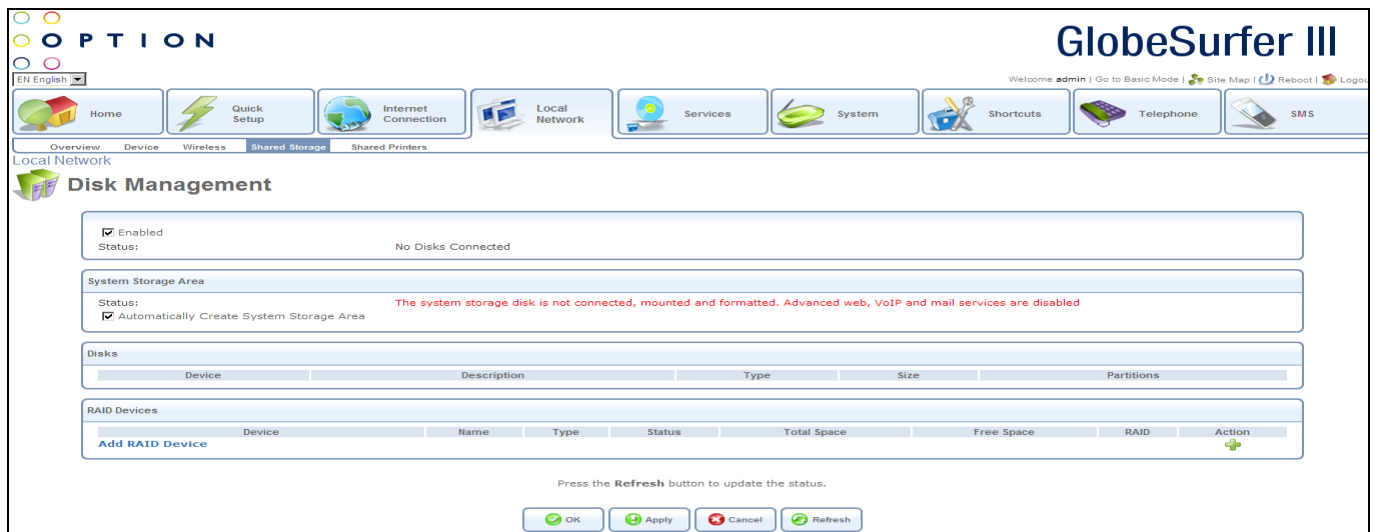 OPTION
GlobeSurfer III
EN English
Welcome admin | Go to Basic Mode | Site Map | Reboot | Logou
Home
Quick Setup
Internet Connection
Local Network
Services
System
Shortcuts
Telephone
SMS
Overview Device Wireless Shared Storage Shared Printers
Local Network
Disk Management
Enabled
Status: No Disks Connected
System Storage Area
Status: The system storage disk is not connected, mounted and formatted. Advanced web, VoIP and mail services are disabled
Automatically Create System Storage Area
Disks
Device Description Type Size Partitions
RAID Devices
Device Name Type Status Total Space Free Space RAID Action
Add RAID Device
Press the Refresh button to update the status.
OK Apply Cancel Refresh